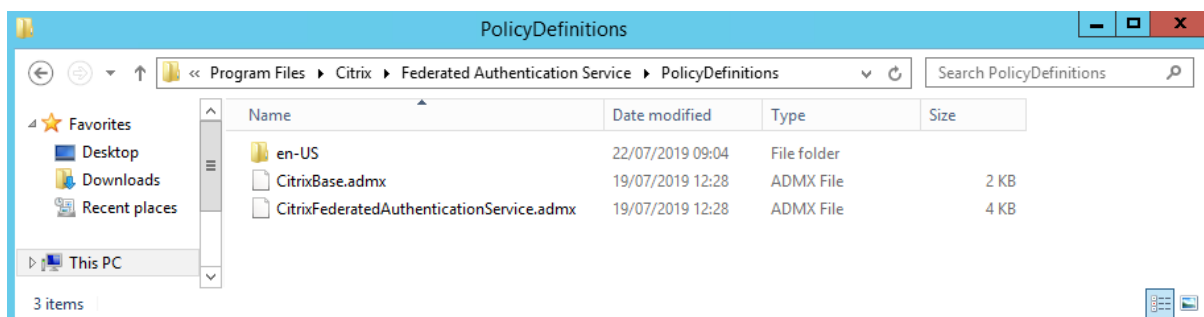 PolicyDefinitions
« Program Files Citrix Federated Authentication Service PolicyDefinitions Search PolicyDefinitions
Favorites
Desktop
Downloads
Recent places
This PC
Name Date modified Type Size
en-US 22/07/2019 09:04 File folder
CitrixBase.admx 19/07/2019 12:28 ADMX File 2 KB
CitrixFederatedAuthenticationService.admx 19/07/2019 12:28 ADMX File 4 KB
3 items